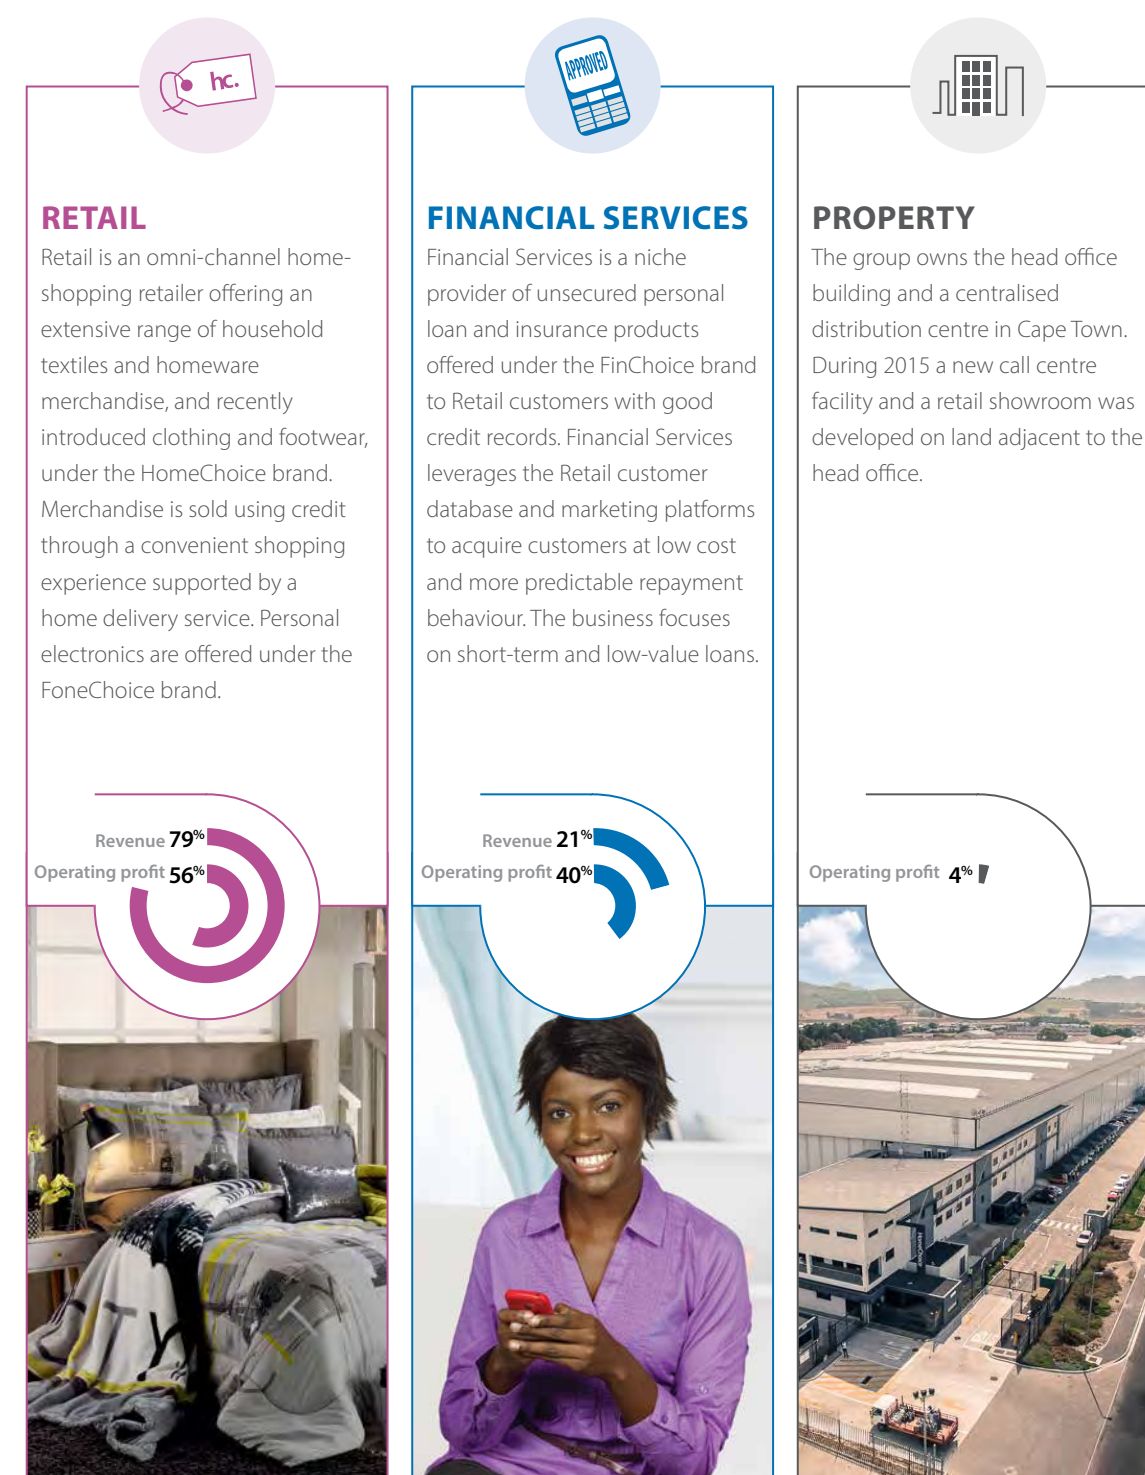 hc.
APPROVED
RETAIL
Retail is an omni-channel home-
shopping retailer offering an
extensive range of household
textiles and homeware
merchandise, and recently
introduced clothing and footwear,
under the HomeChoice brand.
Merchandise is sold using credit
through a convenient shopping
experience supported by a
home delivery service. Personal
electronics are offered under the
FoneChoice brand.
Revenue 79%
Operating profit 56%
FINANCIAL SERVICES
Financial Services is a niche
provider of unsecured personal
loan and insurance products
offered under the FinChoice brand
to Retail customers with good
credit records. Financial Services
leverages the Retail customer
database and marketing platforms
to acquire customers at low cost
and more predictable repayment
behaviour. The business focuses
on short-term and low-value loans.
Revenue 21%
Operating profit 40%
PROPERTY
The group owns the head office
building and a centralised
distribution centre in Cape Town.
During 2015 a new call centre
facility and a retail showroom was
developed on land adjacent to the
head office.
Operating profit 4%